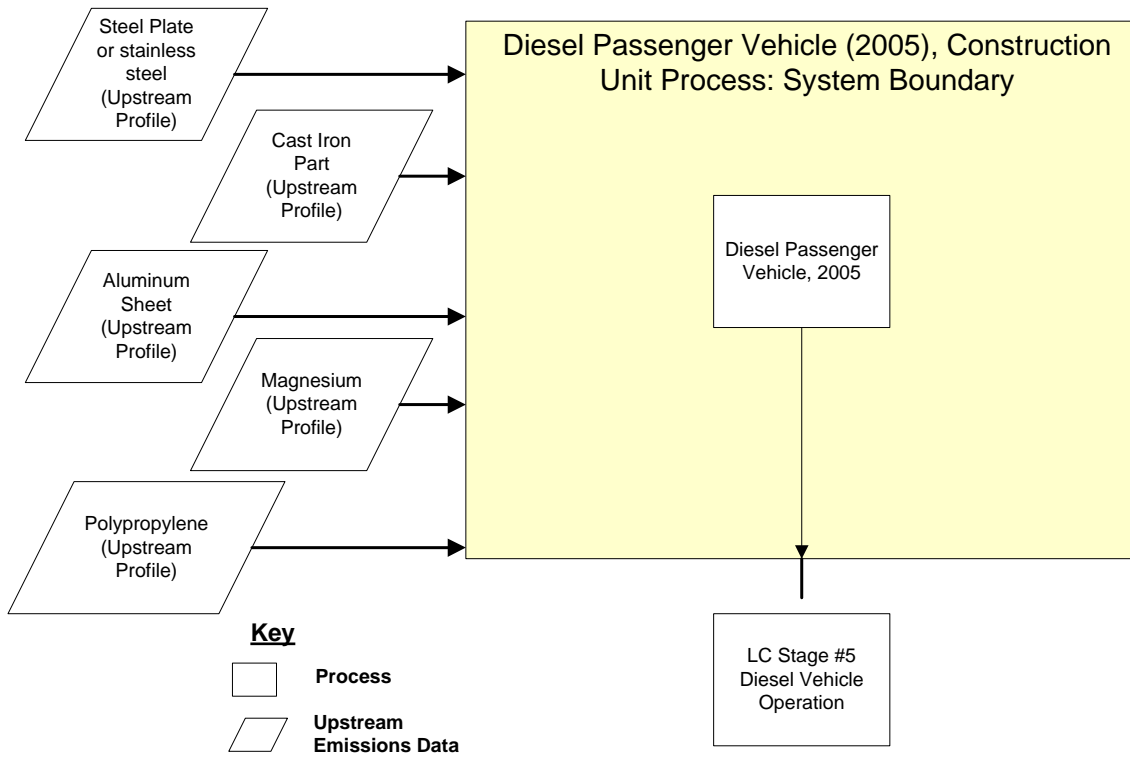 Steel Plate
or stainless
steel
(Upstream
Profile)
Diesel Passenger Vehicle (2005), Construction
Unit Process: System Boundary
Cast Iron
Part
(Upstream
Profile)
Diesel Passenger
Vehicle, 2005
Aluminum
Sheet
(Upstream
Profile)
Magnesium
(Upstream
Profile)
Polypropylene
(Upstream
Profile)
LC Stage #5
Diesel Vehicle
Operation
Key
Process
Upstream
Emissions Data